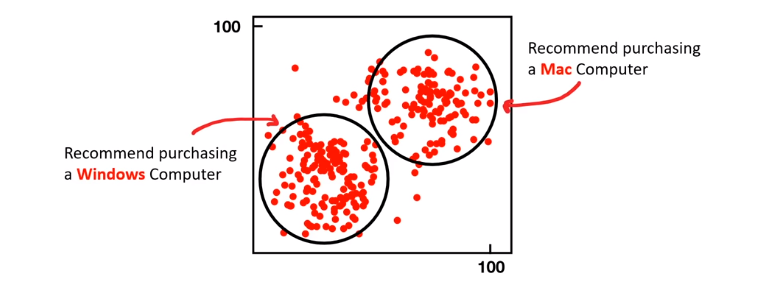 100
Recommend purchasing
a Mac Computer
Recommend purchasing
a Windows Computer
100